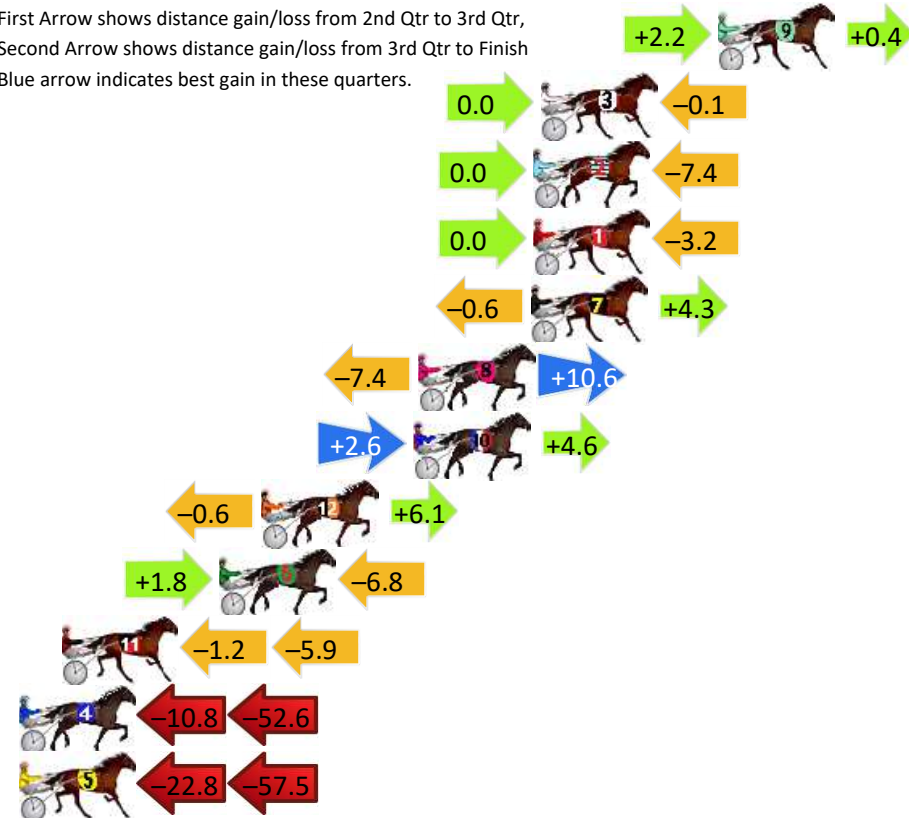 First Arrow shows distance gain/loss from 2nd Qtr to 3rd Qtr,
Second Arrow shows distance gain/loss from 3rd Qtr to Finish
Blue arrow indicates best gain in these quarters.
+2.2 9 +0.4
0.0 3 –0.1
0.0 –7.4
0.0 1 –3.2
–0.6 7 +4.3
–7.4 8 +10.6
+2.6 10 +4.6
–0.6 12 +6.1
+1.8 6 –6.8
11 –1.2 –5.9
4 –10.8 –52.6
5 –22.8 –57.5